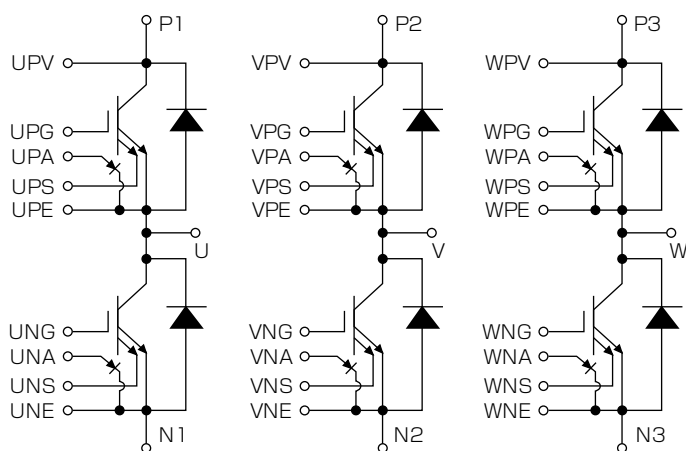 P1 P2 P3
UPV VPV WPV
UPG VPG WPG
UPA VPA WPA
UPS VPS WPS
UPE VPE WPE
U V W
UNG VNG WNG
UNA VNA WNA
UNS VNS WNS
UNE VNE WNE
N1 N2 N3